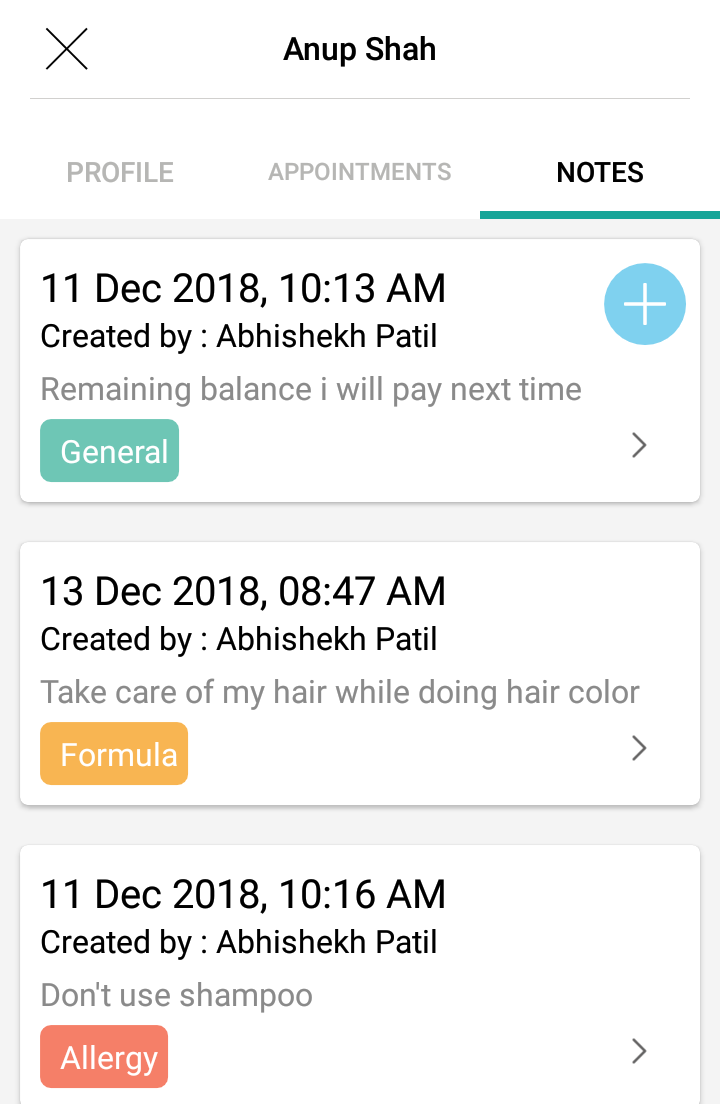 Anup Shah
PROFILE
APPOINTMENTS
NOTES
11 Dec 2018, 10:13 AM
Created by : Abhishekh Patil
Remaining balance i will pay next time
General
13 Dec 2018, 08:47 AM
Created by : Abhishekh Patil
Take care of my hair while doing hair color
Formula
11 Dec 2018, 10:16 AM
Created by : Abhishekh Patil
Don't use shampoo
Allergy